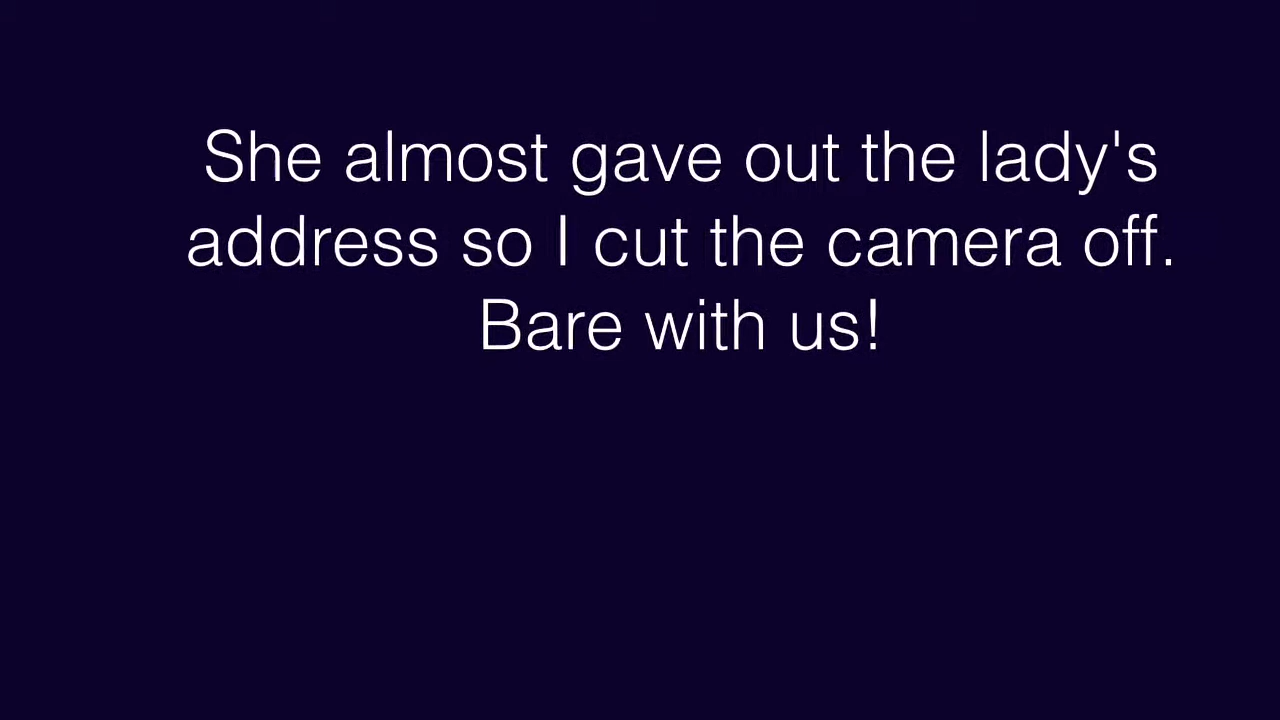 She almost gave out the lady's
address so I cut the camera off.
Bare with us!